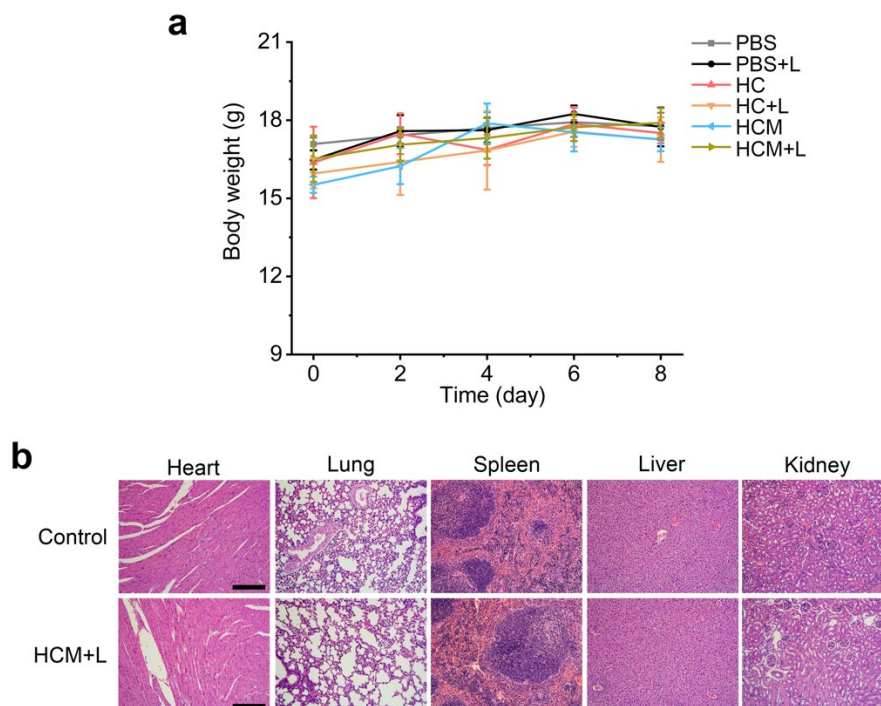 a
21
18
15
12
9
Body weight (g)
0 2 4 6 8
Time (day)
PBS
PBS+L
HC
HC+L
HCM
HCM+L
b
Heart Lung Spleen Liver Kidney
Control
HCM+L